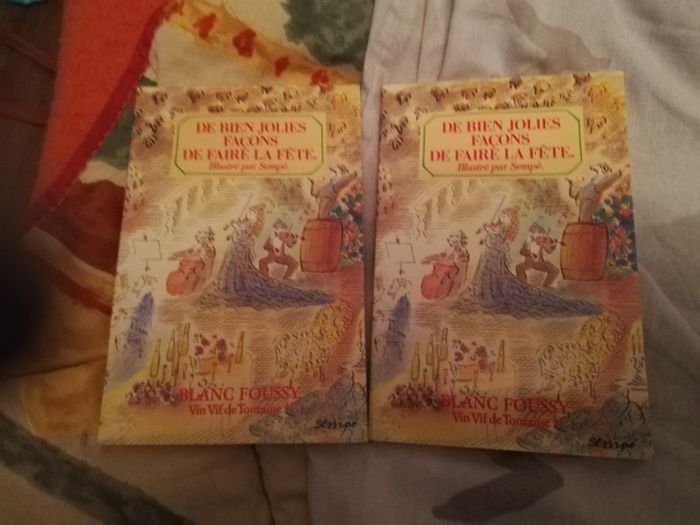 DE BIEN JOLIES
FAÇONS
DE FAIRE LA FÊTE.
Illustré par Sempé.
BLANC FOUSSY
Vin Vif de Touraine
sempé
DE BIEN JOLIES
FAÇONS
DE FAIRE LA FÊTE.
Illustré par Sempé.
BLANC FOUSSY
Vin Vif de Touraine
sempé